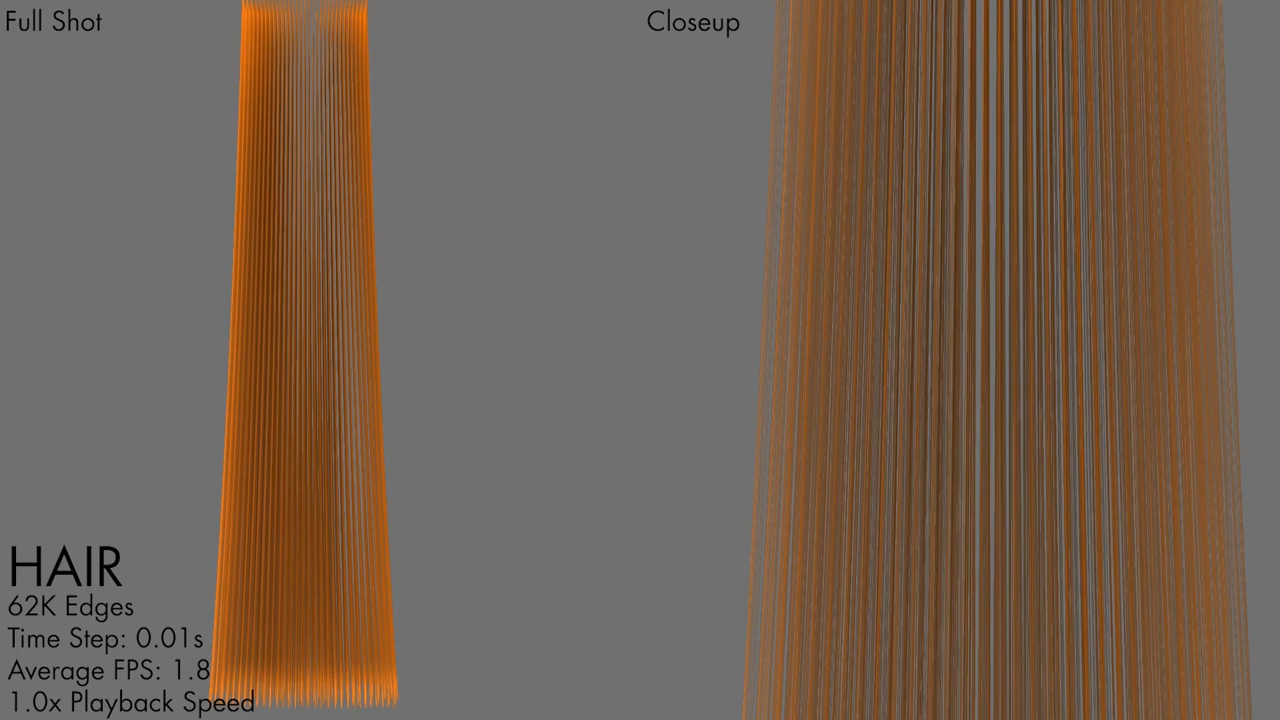 Full Shot
Closeup
HAIR
62K Edges
Time Step: 0.01s
Average FPS: 1.8
1.0x Playback Speed